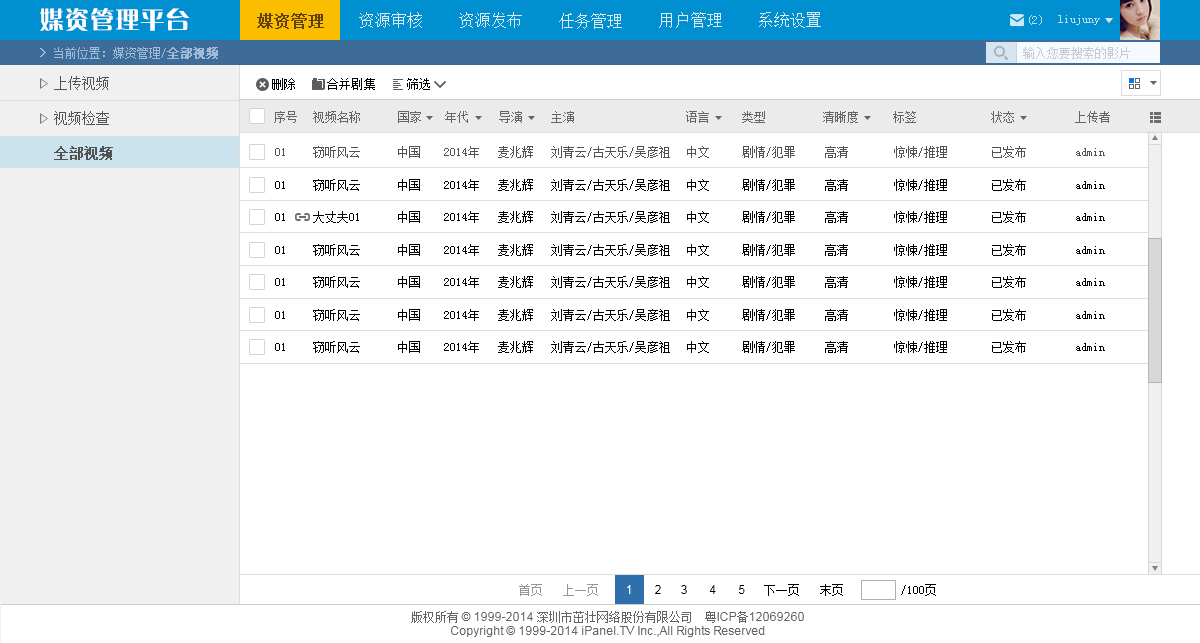 媒资管理平台 媒资管理 资源审核 资源发布 任务管理 用户管理 系统设置 (2) liujuny
当前位置：媒资管理/全部视频 输入您要搜索的影片
上传视频
视频检查
全部视频
删除 合并剧集 筛选
序号 视频名称 国家 年代 导演 主演 语言 类型 清晰度 标签 状态 上传者
01 窃听风云 中国 2014年 麦兆辉 刘青云/古天乐/吴彦祖 中文 剧情/犯罪 高清 惊悚/推理 已发布 admin
01 窃听风云 中国 2014年 麦兆辉 刘青云/古天乐/吴彦祖 中文 剧情/犯罪 高清 惊悚/推理 已发布 admin
01 大丈夫01 中国 2014年 麦兆辉 刘青云/古天乐/吴彦祖 中文 剧情/犯罪 高清 惊悚/推理 已发布 admin
01 窃听风云 中国 2014年 麦兆辉 刘青云/古天乐/吴彦祖 中文 剧情/犯罪 高清 惊悚/推理 已发布 admin
01 窃听风云 中国 2014年 麦兆辉 刘青云/古天乐/吴彦祖 中文 剧情/犯罪 高清 惊悚/推理 已发布 admin
01 窃听风云 中国 2014年 麦兆辉 刘青云/古天乐/吴彦祖 中文 剧情/犯罪 高清 惊悚/推理 已发布 admin
01 窃听风云 中国 2014年 麦兆辉 刘青云/古天乐/吴彦祖 中文 剧情/犯罪 高清 惊悚/推理 已发布 admin
首页 上一页 1 2 3 4 5 下一页 末页 /100页
版权所有 © 1999-2014 深圳市茁壮网络股份有限公司 粤ICP备12069260
Copyright © 1999-2014 iPanel.TV Inc.,All Rights Reserved